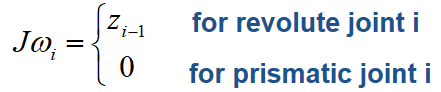 Jω_i = { z_{i−1} for revolute joint i
0 for prismatic joint i